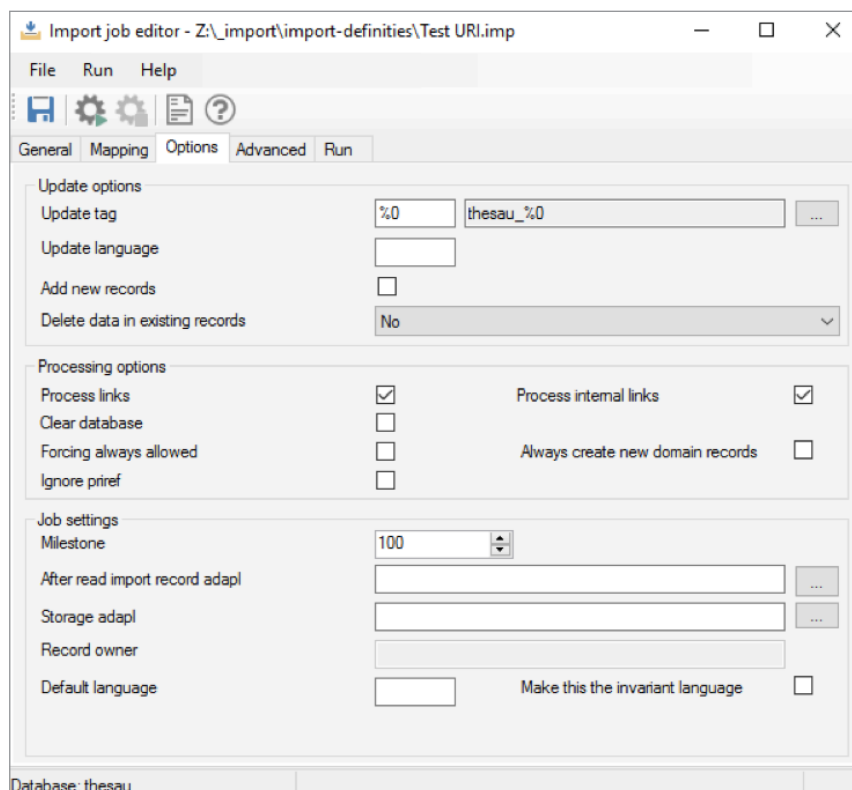 Import job editor - Z:\_import\import-definities\Test URI.imp
File Run Help
General Mapping Options Advanced Run
Update options
Update tag %0 thesau_%0 ...
Update language
Add new records
Delete data in existing records No
Processing options
Process links Process internal links
Clear database
Forcing always allowed Always create new domain records
Ignore priref
Job settings
Milestone 100
After read import record adapl ...
Storage adapl ...
Record owner
Default language Make this the invariant language
Database: thesau